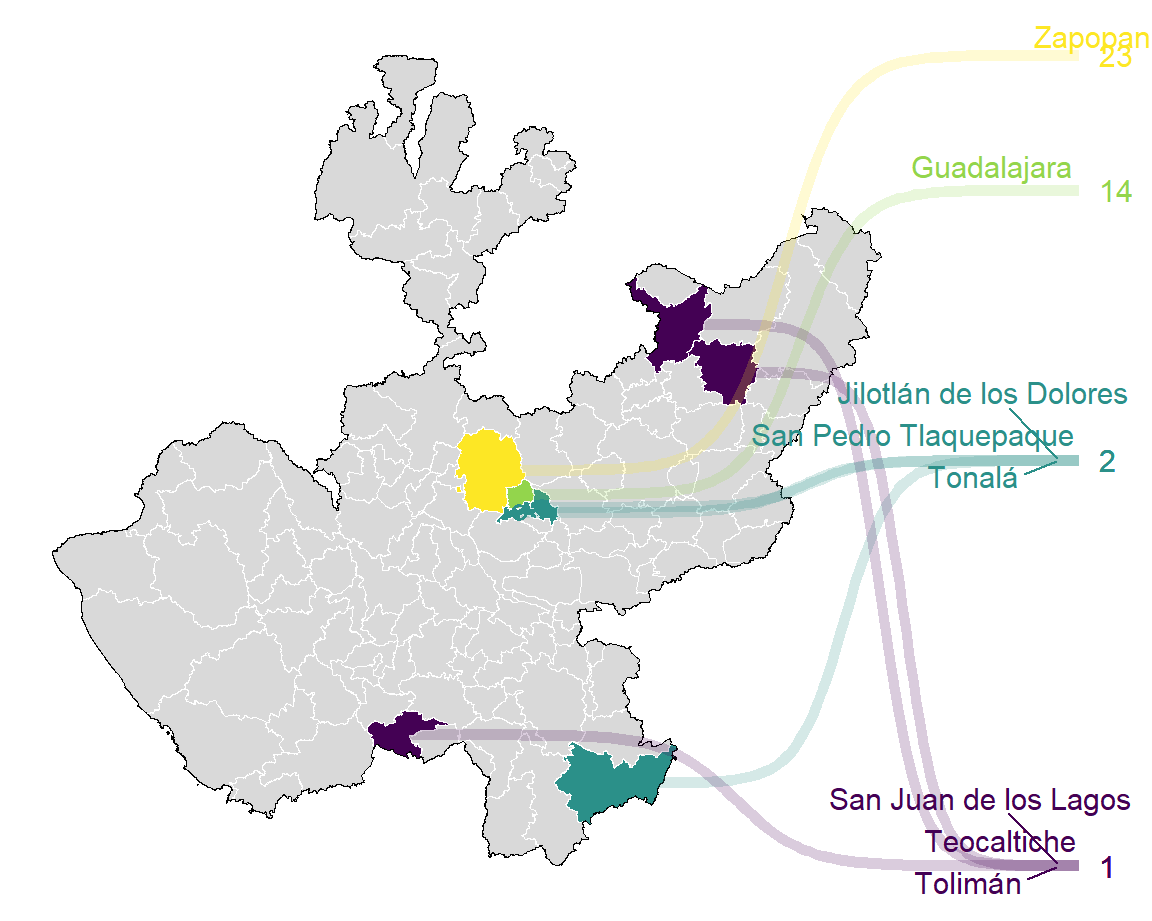 Zapopan
23
Guadalajara
14
Jilotlán de los Dolores
San Pedro Tlaquepaque
2
Tonalá
San Juan de los Lagos
Teocaltiche
1
Tolimán